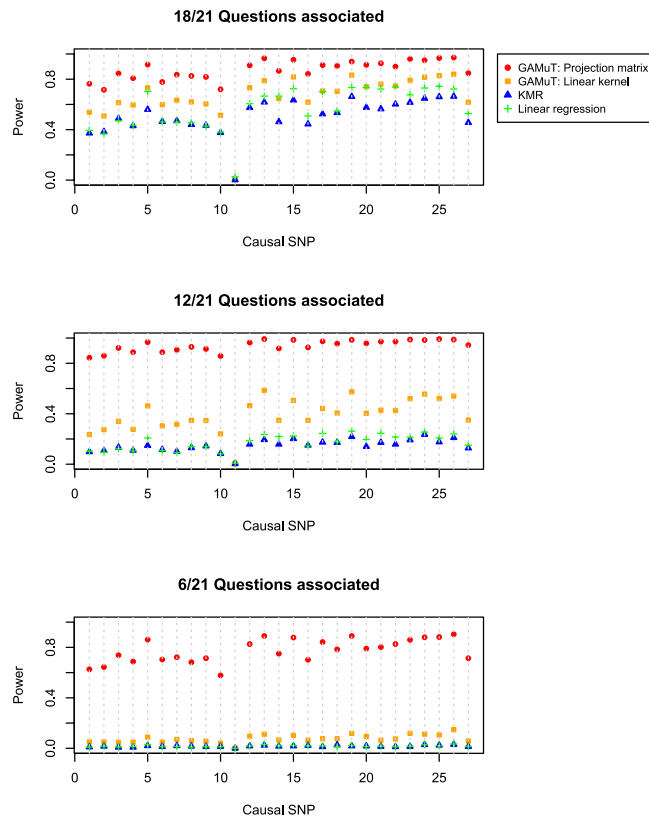 18/21 Questions associated
GAMuT: Projection matrix
GAMuT: Linear kernel
KMR
Linear regression
Power
0.0
0.4
0.8
0 5 10 15 20 25
Causal SNP
12/21 Questions associated
Power
0.0
0.4
0.8
0 5 10 15 20 25
Causal SNP
6/21 Questions associated
Power
0.0
0.4
0.8
0 5 10 15 20 25
Causal SNP